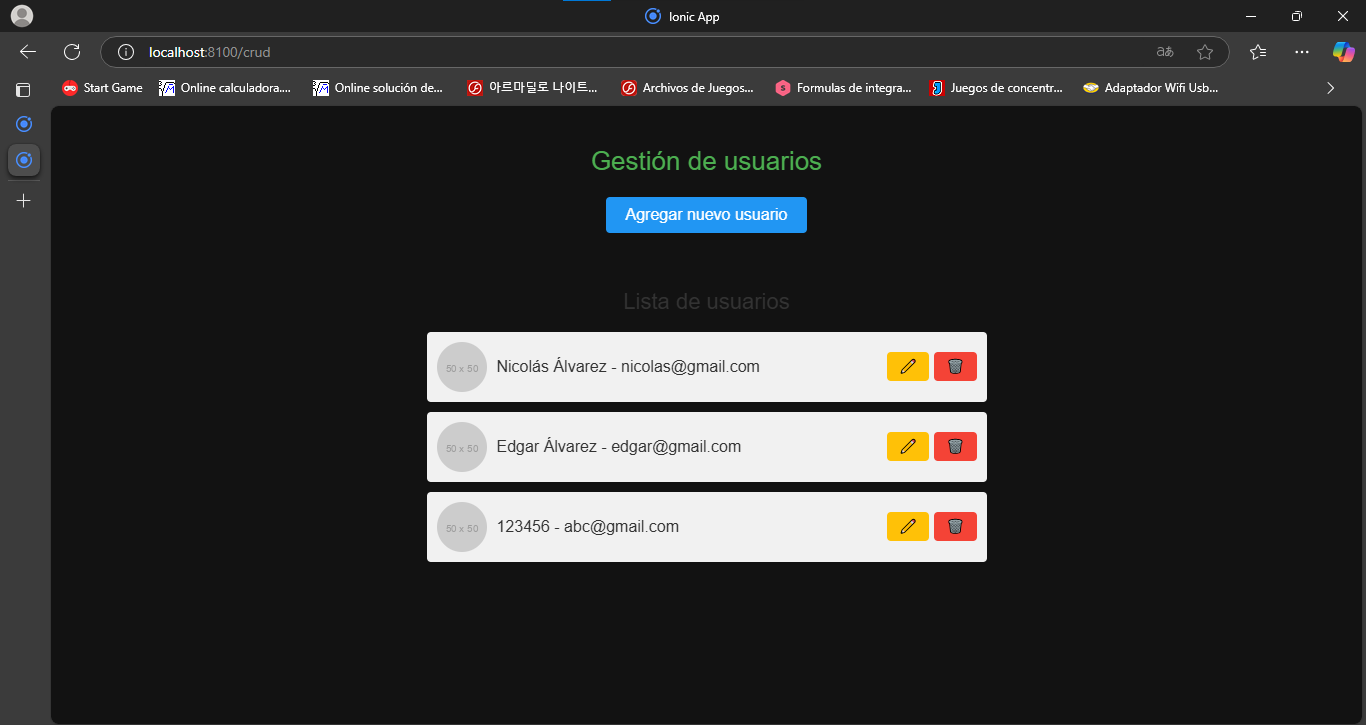 Ionic App
localhost:8100/crud
aあ
Start Game
Online calculadora....
Online solución de...
아르마딜로 나이트...
Archivos de Juegos...
Formulas de integra...
Juegos de concentr...
Adaptador Wifi Usb...
Gestión de usuarios
Agregar nuevo usuario
Lista de usuarios
50 x 50
Nicolás Álvarez - nicolas@gmail.com
50 x 50
Edgar Álvarez - edgar@gmail.com
50 x 50
123456 - abc@gmail.com